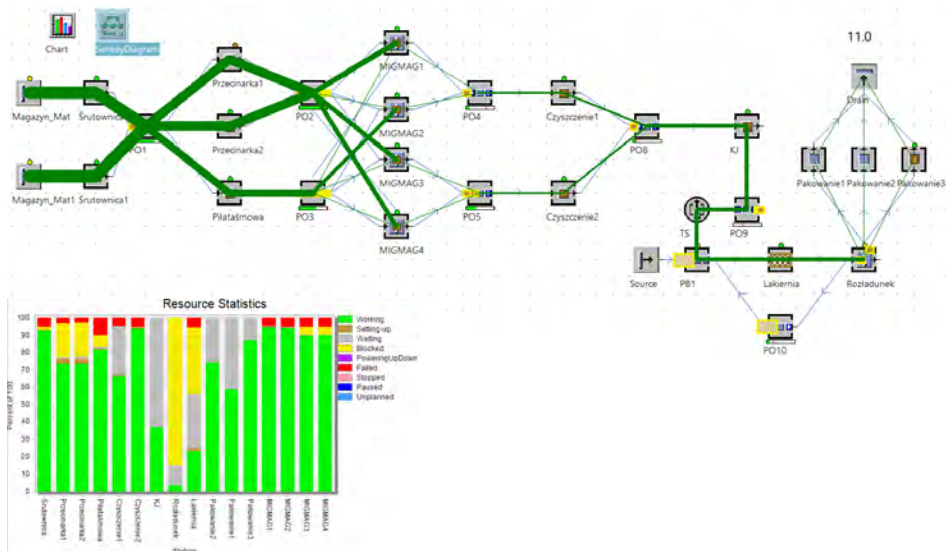 Chart
SankeyDiagram
11.0
Magazyn_Mat
Śrutownica
PO1
Przecinarka1
PO2
MIGMAG1
PO4
Czyszczenie1
PO8
KJ
Drain
Przecinarka2
MIGMAG2
Pakowanie1
Pakowanie2
Pakowanie3
Magazyn_Mat1
Śrutownica1
Piłataśmowa
PO3
MIGMAG3
PO5
Czyszczenie2
TS
PO9
MIGMAG4
Source
PB1
Lakiernia
Rozładunek
PO10
Resource Statistics
Percent of 100
100
90
80
70
60
50
40
30
20
10
0
Working
Setting-up
Waiting
Blocked
PoweringUpDown
Failed
Stopped
Paused
Unplanned
Śrutownica
Przecinarka1
Przecinarka2
Piłataśmowa
Czyszczenie1
Czyszczenie2
KJ
Rozładunek
Lakiernia
Pakowanie2
Pakowanie1
Pakowanie3
MIGMAG1
MIGMAG2
MIGMAG3
MIGMAG4